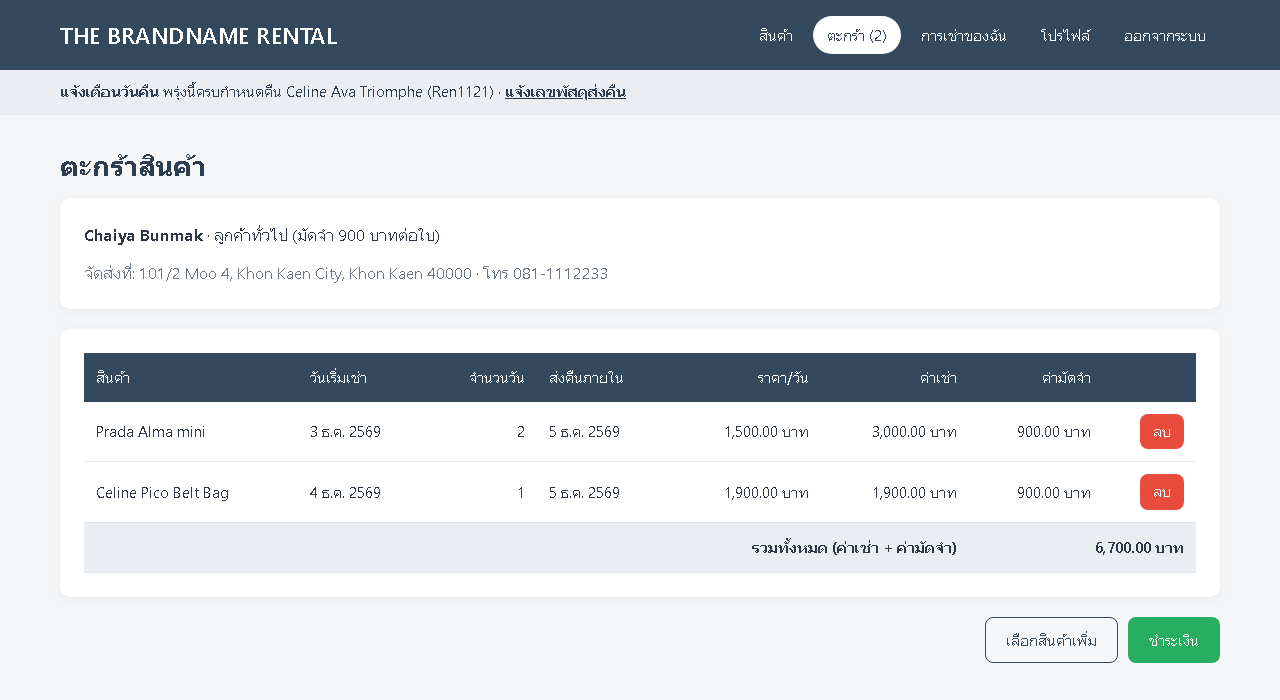 THE BRANDNAME RENTAL สินค้า ตะกร้า (2) การเช่าของฉัน โปรไฟล์ ออกจากระบบ
แจ้งเตือนวันคืน พรุ่งนี้ครบกำหนดคืน Celine Ava Triomphe (Ren1121) · แจ้งเลขพัสดุส่งคืน
ตะกร้าสินค้า
Chaiya Bunmak · ลูกค้าทั่วไป (มัดจำ 900 บาทต่อใบ)
จัดส่งที่: 101/2 Moo 4, Khon Kaen City, Khon Kaen 40000 · โทร 081-1112233
สินค้า วันเริ่มเช่า จำนวนวัน ส่งคืนภายใน ราคา/วัน ค่าเช่า ค่ามัดจำ
Prada Alma mini 3 ธ.ค. 2569 2 5 ธ.ค. 2569 1,500.00 บาท 3,000.00 บาท 900.00 บาท ลบ
Celine Pico Belt Bag 4 ธ.ค. 2569 1 5 ธ.ค. 2569 1,900.00 บาท 1,900.00 บาท 900.00 บาท ลบ
รวมทั้งหมด (ค่าเช่า + ค่ามัดจำ) 6,700.00 บาท
เลือกสินค้าเพิ่ม ชำระเงิน